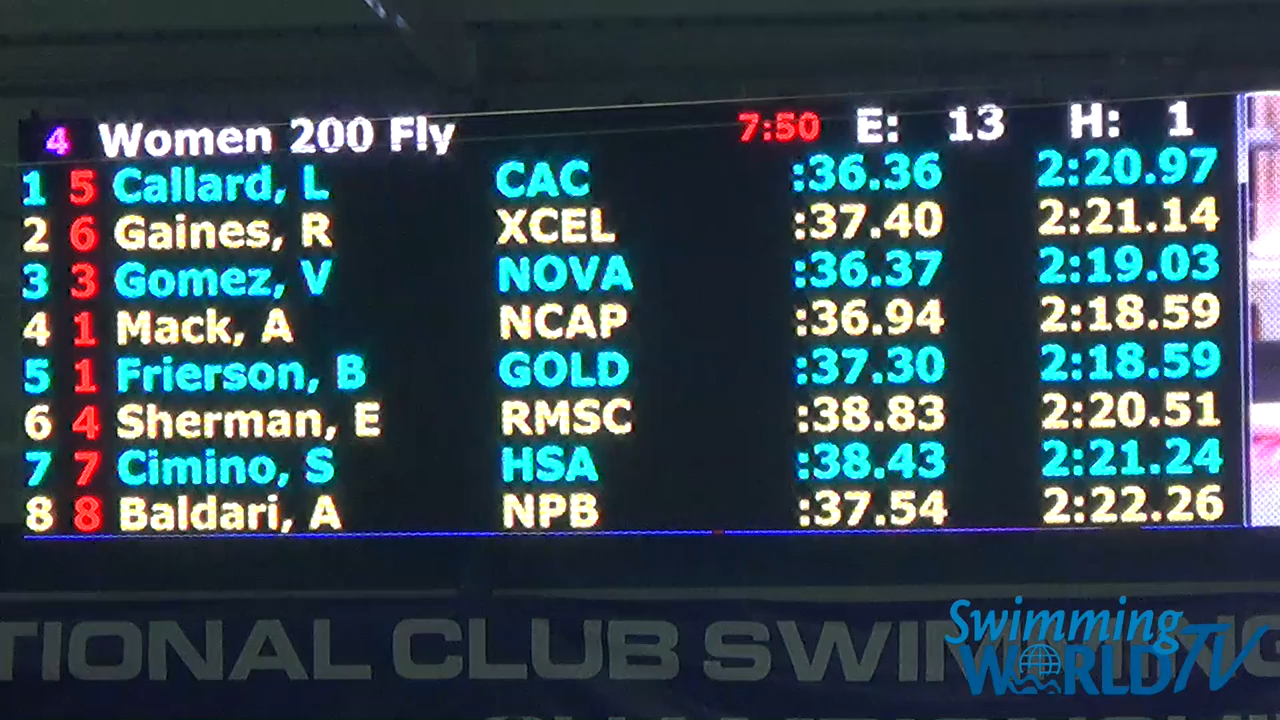 4 Women 200 Fly 7:50 E: 13 H: 1
1 5 Callard, L CAC :36.36 2:20.97
2 6 Gaines, R XCEL :37.40 2:21.14
3 3 Gomez, V NOVA :36.37 2:19.03
4 1 Mack, A NCAP :36.94 2:18.59
5 1 Frierson, B GOLD :37.30 2:18.59
6 4 Sherman, E RMSC :38.83 2:20.51
7 7 Cimino, S HSA :38.43 2:21.24
8 8 Baldari, A NPB :37.54 2:22.26
TIONAL CLUB SWIM
Swimming
WORLD TV